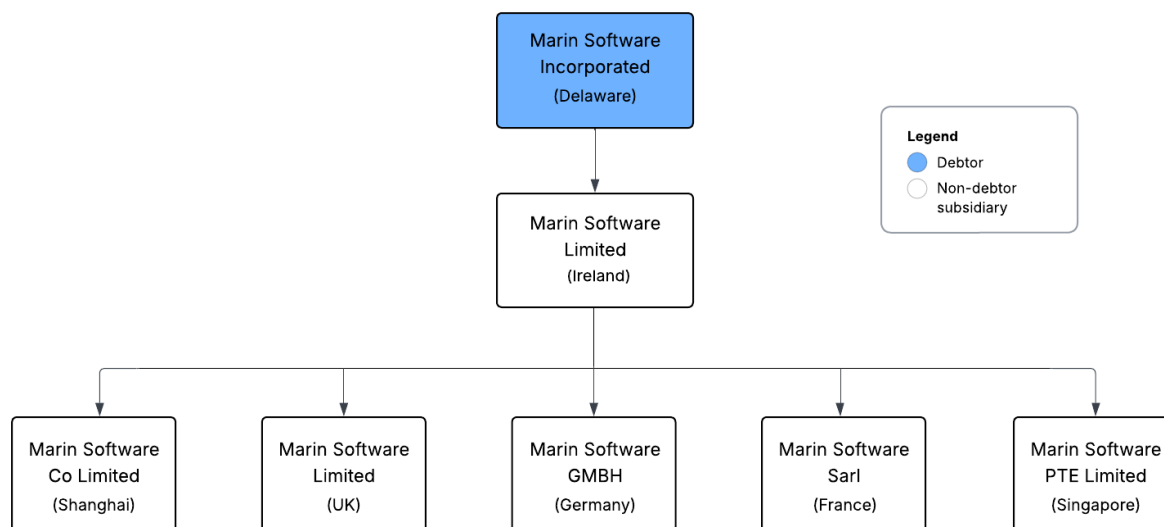 Marin Software
Incorporated
(Delaware)
Legend
Debtor
Non-debtor
subsidiary
Marin Software
Limited
(Ireland)
Marin Software
Co Limited
(Shanghai)
Marin Software
Limited
(UK)
Marin Software
GMBH
(Germany)
Marin Software
Sarl
(France)
Marin Software
PTE Limited
(Singapore)